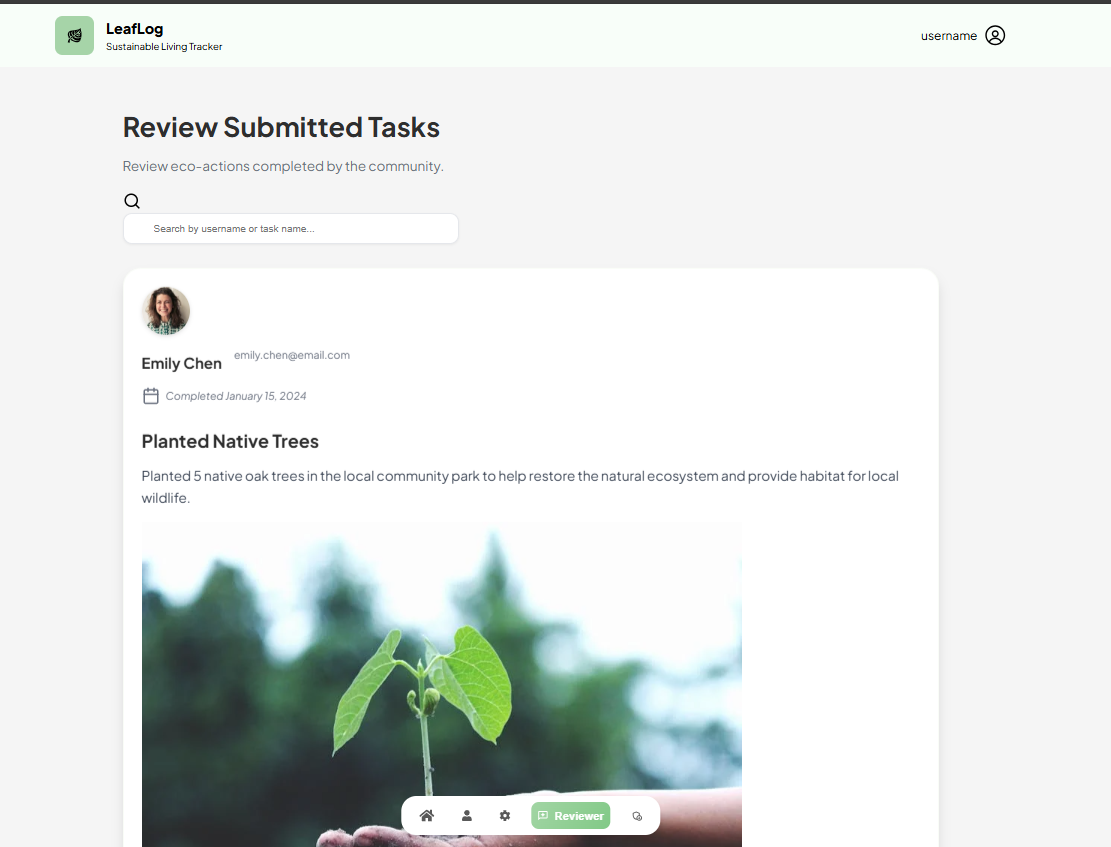 LeafLog
Sustainable Living Tracker
username
Review Submitted Tasks
Review eco-actions completed by the community.
Search by username or task name...
Emily Chen
emily.chen@email.com
Completed January 15, 2024
Planted Native Trees
Planted 5 native oak trees in the local community park to help restore the natural ecosystem and provide habitat for local
wildlife.
Reviewer